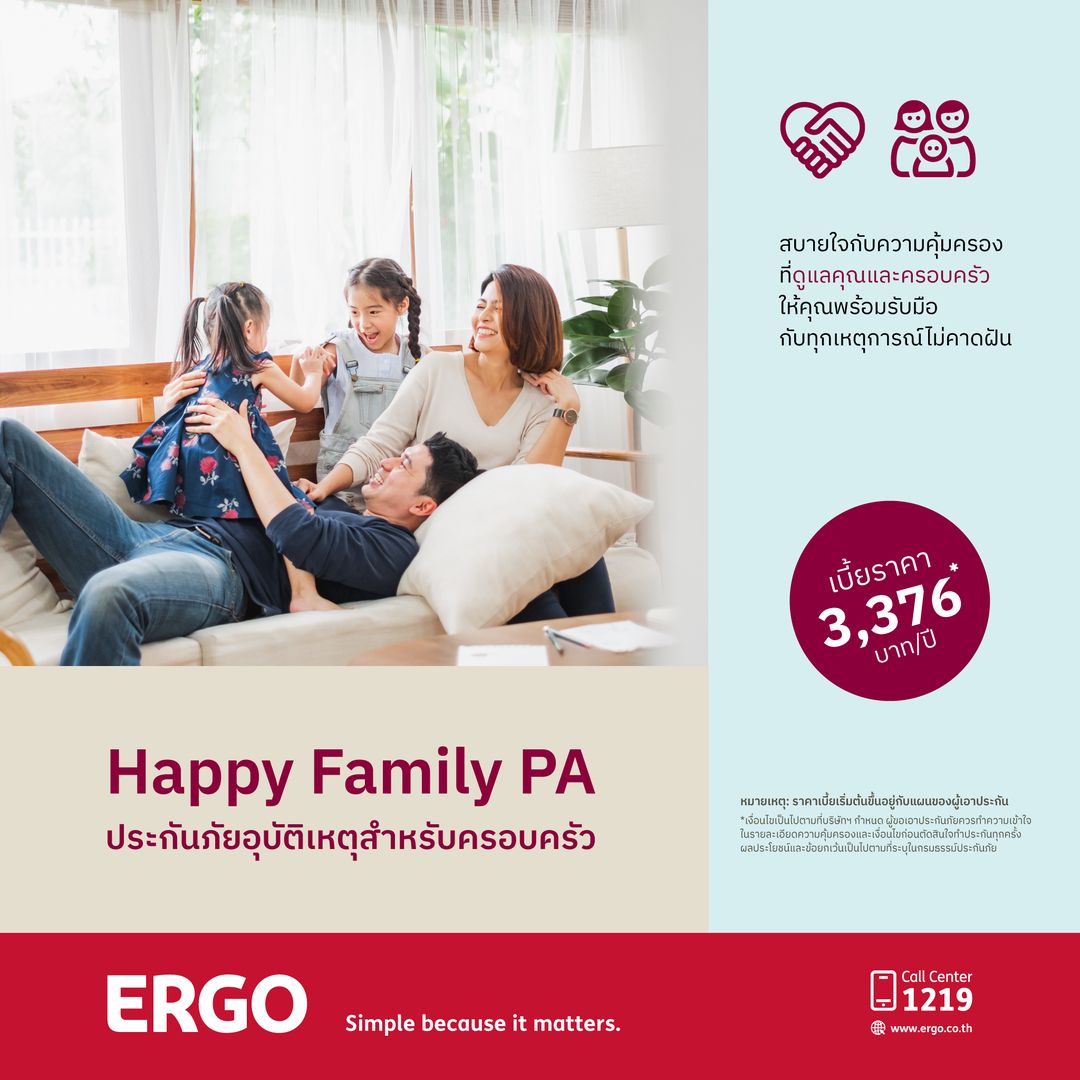 สบายใจกับความคุ้มครอง
ที่ดูแลคุณและครอบครัว
ให้คุณพร้อมรับมือ
กับทุกเหตุการณ์ไม่คาดฝัน
เบี้ยราคา
3,376*
บาท/ปี
Happy Family PA
ประกันภัยอุบัติเหตุสำหรับครอบครัว
หมายเหตุ: ราคาเบี้ยเริ่มต้นขึ้นอยู่กับแผนของผู้เอาประกัน
*เงื่อนไขเป็นไปตามที่บริษัทฯ กำหนด ผู้ขอเอาประกันภัยควรทำความเข้าใจ
ในรายละเอียดความคุ้มครองและเงื่อนไขก่อนตัดสินใจทำประกันทุกครั้ง
ผลประโยชน์และข้อยกเว้นเป็นไปตามที่ระบุในกรมธรรม์ประกันภัย
ERGO
Simple because it matters.
Call Center
1219
www.ergo.co.th